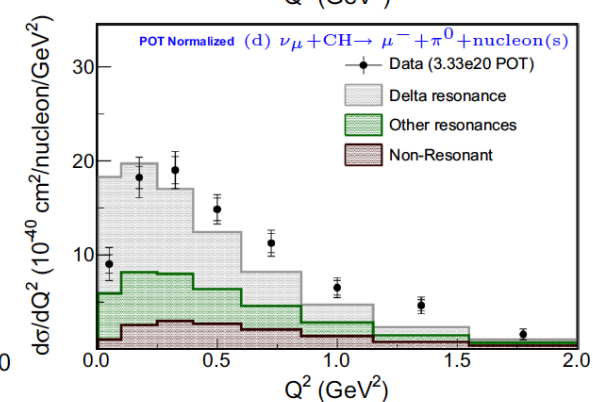 Q² (GeV²)
POT Normalized (d) νμ+CH→ μ−+π0+nucleon(s)
Data (3.33e20 POT)
Delta resonance
Other resonances
Non-Resonant
dσ/dQ² (10⁻⁴⁰ cm²/nucleon/GeV²)
30
20
10
0
0.0 0.5 1.0 1.5 2.0
Q² (GeV²)